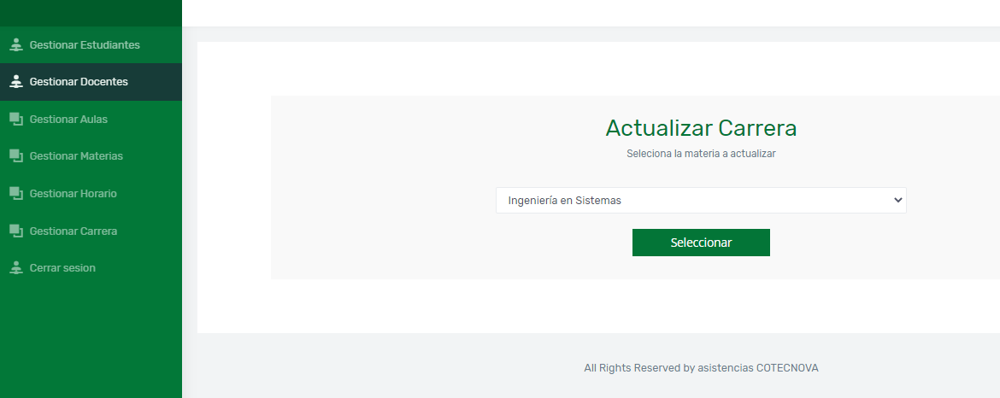 Gestionar Estudiantes
Gestionar Docentes
Gestionar Aulas
Gestionar Materias
Gestionar Horario
Gestionar Carrera
Cerrar sesion
Actualizar Carrera
Seleciona la materia a actualizar
Ingeniería en Sistemas
Seleccionar
All Rights Reserved by asistencias COTECNOVA